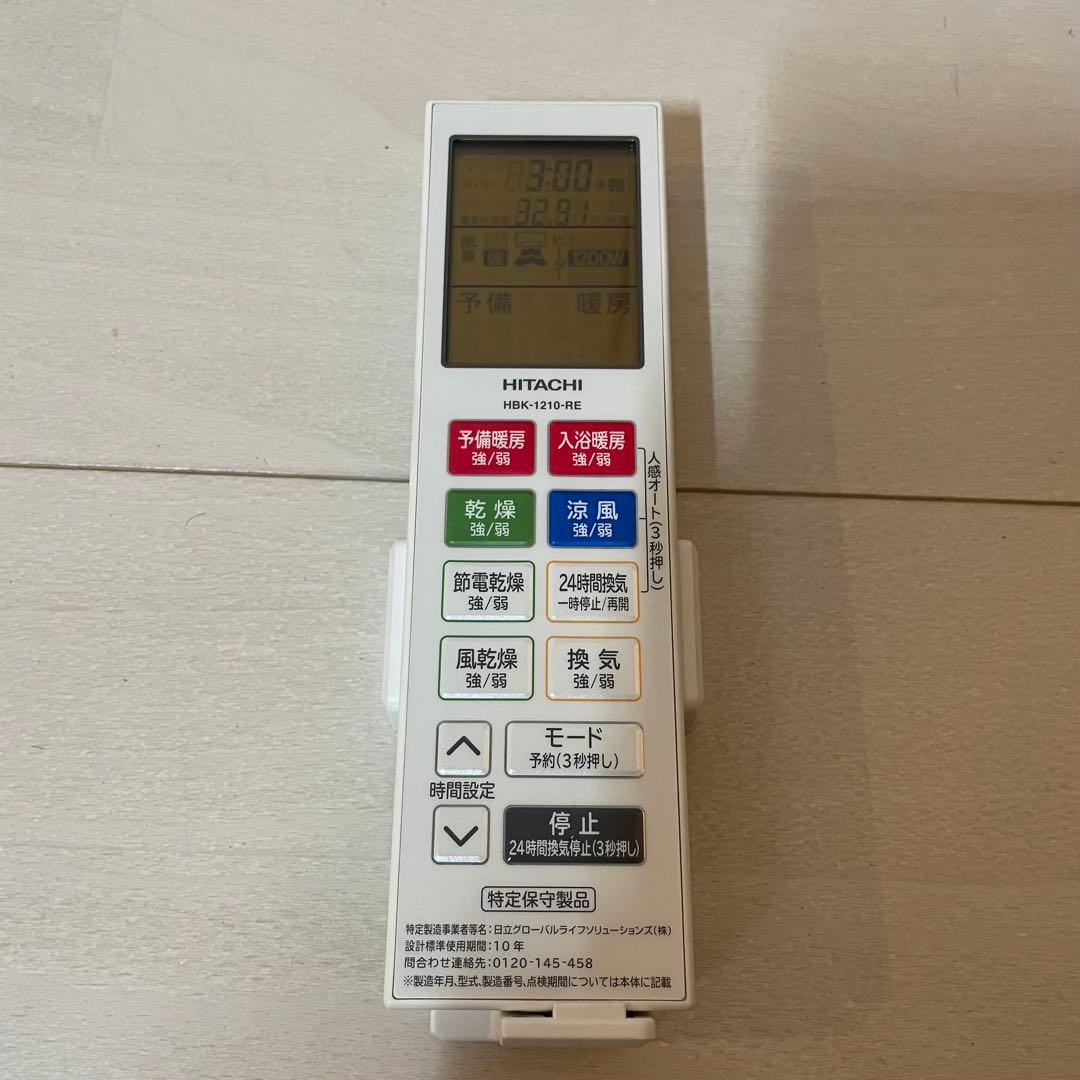 3:00
32.91
風量 強 ヒーター 1200W
予備 暖房
HITACHI
HBK-1210-RE
予備暖房
強/弱
入浴暖房
強/弱
乾燥
強/弱
涼風
強/弱
人感オート(3秒押し)
節電乾燥
強/弱
24時間換気
一時停止/再開
風乾燥
強/弱
換気
強/弱
モード
予約(3秒押し)
時間設定
停止
24時間換気停止(3秒押し)
特定保守製品
特定製造事業者等名:日立グローバルライフソリューションズ(株)
設計標準使用期間:10年
問合わせ連絡先:0120-145-458
※製造年月、型式、製造番号、点検期間については本体に記載